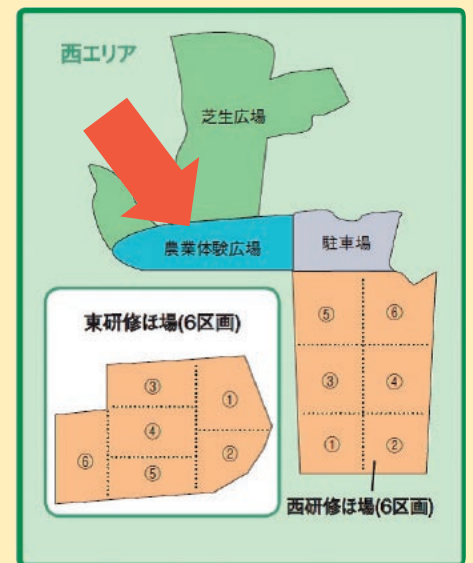 西エリア
芝生広場
農業体験広場
駐車場
東研修ほ場(6区画)
③
①
④
②
⑥
⑤
⑤
⑥
③
④
①
②
西研修ほ場(6区画)